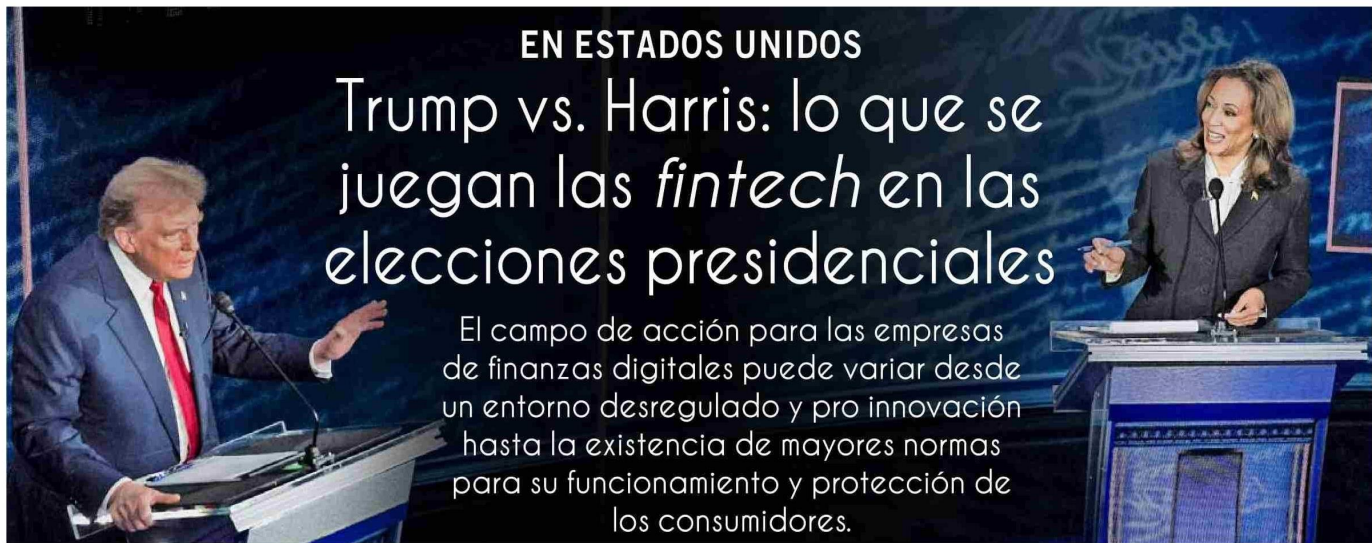 EN ESTADOS UNIDOS
Trump vs. Harris: lo que se
juegan las fintech en las
elecciones presidenciales
El campo de acción para las empresas
de finanzas digitales puede variar desde
un entorno desregulado y pro innovación
hasta la existencia de mayores normas
para su funcionamiento y protección de
los consumidores.